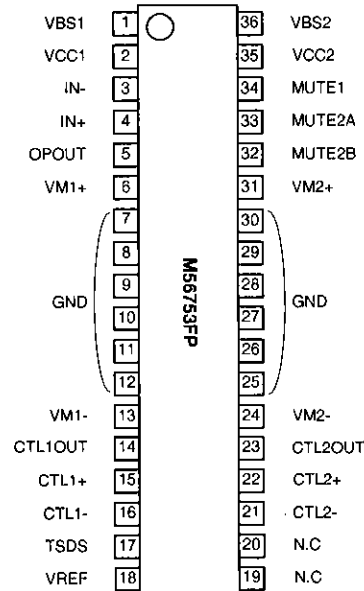 VBS1 1 36 VBS2
VCC1 2 35 VCC2
IN- 3 34 MUTE1
IN+ 4 33 MUTE2A
OPOUT 5 32 MUTE2B
VM1+ 6 31 VM2+
7 30
8 29
9 28
GND 10 27 GND
11 26
12 25
M56753FP
VM1- 13 24 VM2-
CTL1OUT 14 23 CTL2OUT
CTL1+ 15 22 CTL2+
CTL1- 16 21 CTL2-
TSDS 17 20 N.C
VREF 18 19 N.C